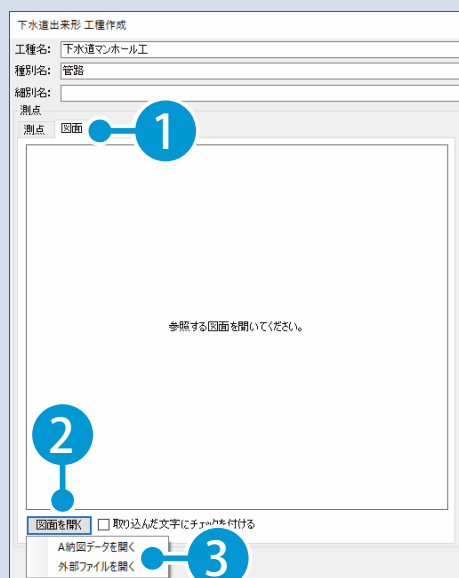 下水道出来形 工種作成
工種名: 下水道マンホール工
種別名: 管路
細別名:
測点
測点 図面
1
参照する図面を開いてください。
2
図面を開く 取り込んだ文字にチェックを付ける
A納図データを開く
外部ファイルを開く
3